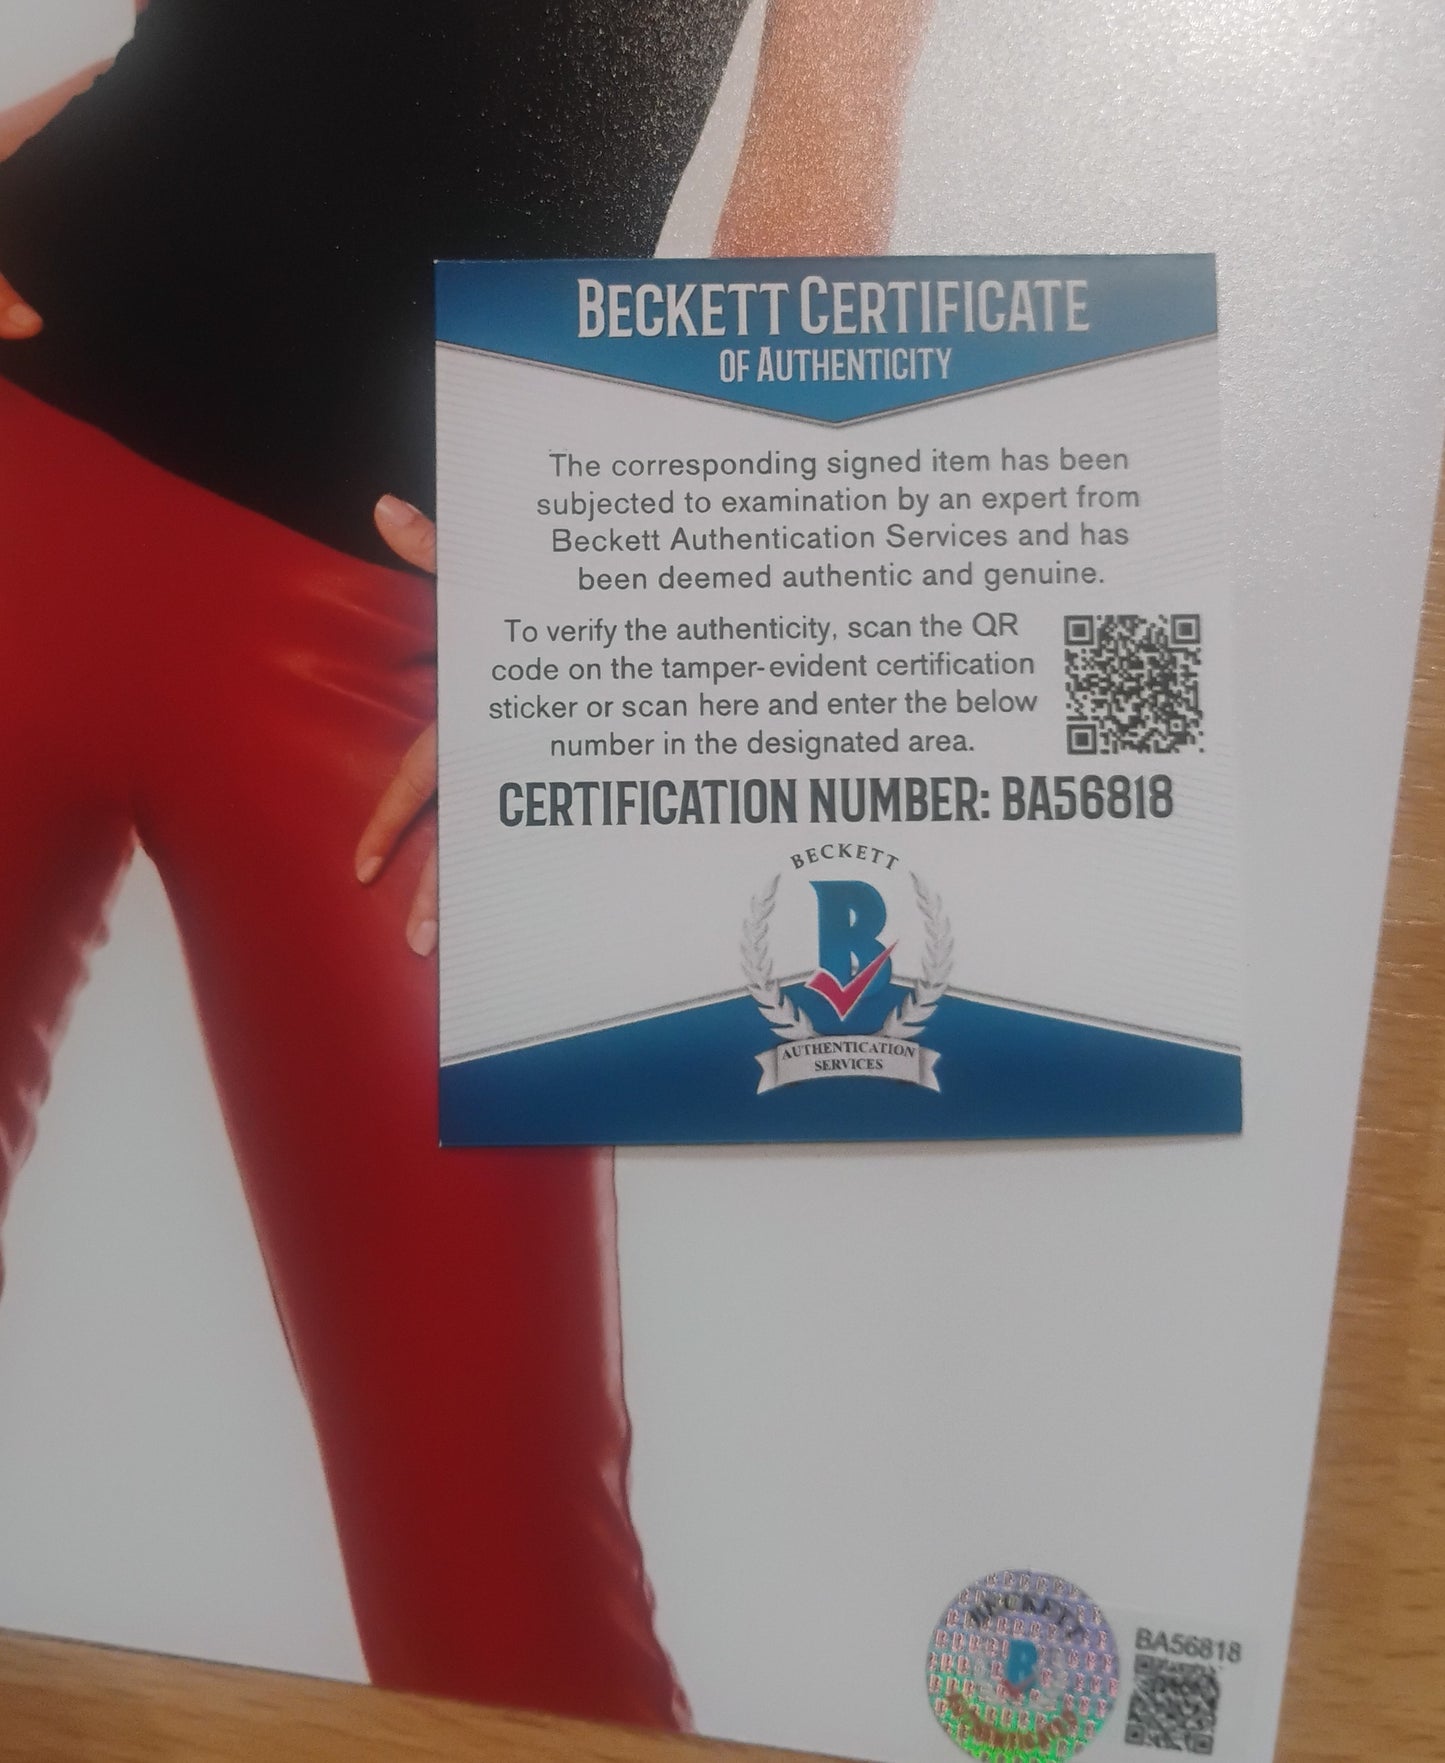 BECKETT CERTIFICATE
OF AUTHENTICITY
The corresponding signed item has been
subjected to examination by an expert from
Beckett Authentication Services and has
been deemed authentic and genuine.
To verify the authenticity, scan the QR
code on the tamper-evident certification
sticker or scan here and enter the below
number in the designated area.
CERTIFICATION NUMBER: BA56818
BECKETT
B
AUTHENTICATION
SERVICES
BECKETT
B
BA56818